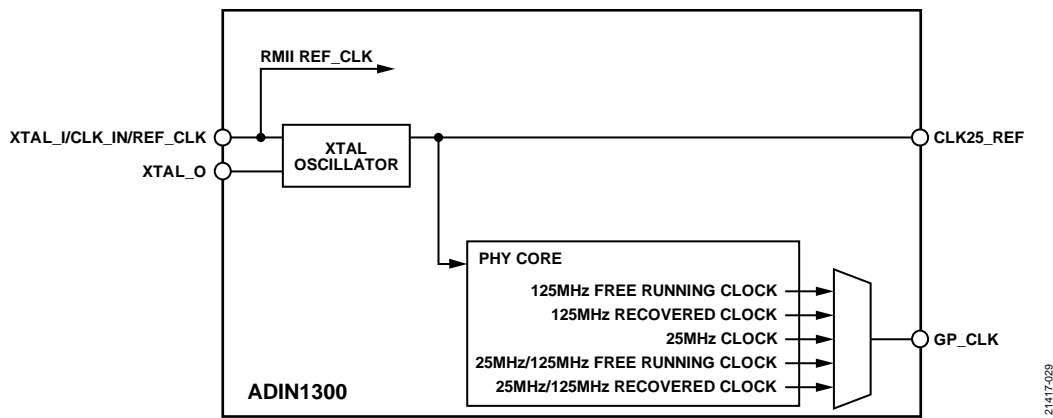 RMII REF_CLK
XTAL_I/CLK_IN/REF_CLK
XTAL
OSCILLATOR
CLK25_REF
XTAL_O
PHY CORE
125MHz FREE RUNNING CLOCK
125MHz RECOVERED CLOCK
25MHz CLOCK
GP_CLK
25MHz/125MHz FREE RUNNING CLOCK
25MHz/125MHz RECOVERED CLOCK
ADIN1300
21417-029